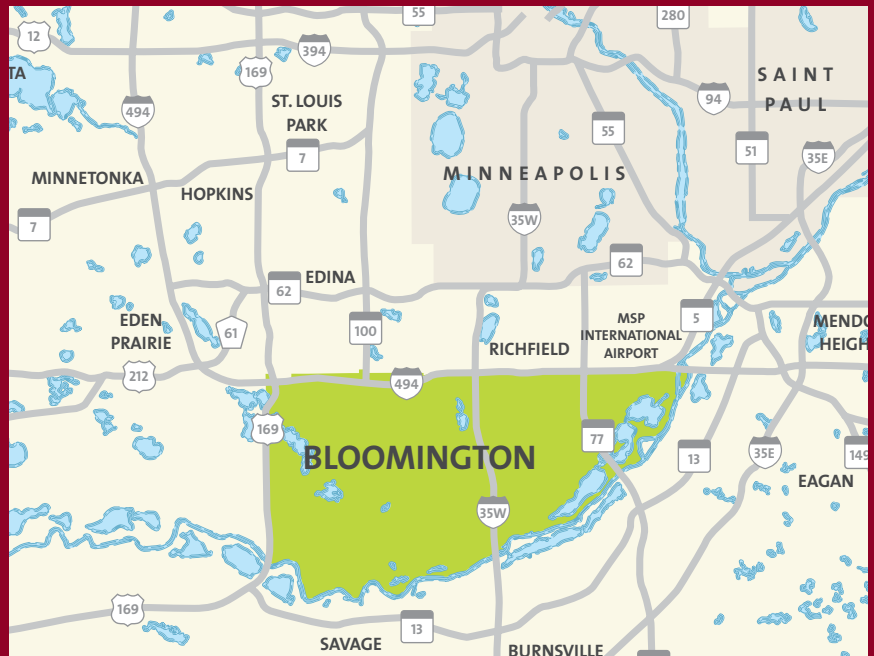 55
280
12
394
TA
169
SAINT
PAUL
494
94
ST. LOUIS
PARK
55
7
51
35E
MINNETONKA
MINNEAPOLIS
HOPKINS
35W
7
62
EDINA
62
EDEN
PRAIRIE
61
100
MSP
INTERNATIONAL
AIRPORT
5
MENDO
HEIGH
RICHFIELD
212
494
169
77
BLOOMINGTON
13
35E
149
EAGAN
35W
169
13
SAVAGE
BURNSVILLE